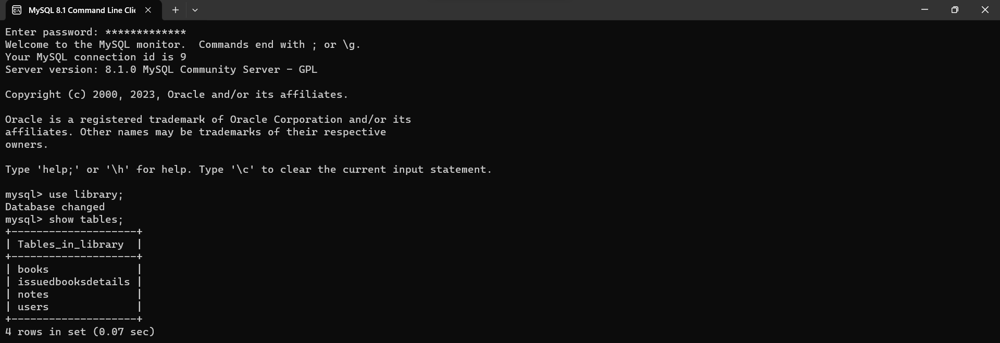 MySQL 8.1 Command Line Clie
Enter password: *************
Welcome to the MySQL monitor.  Commands end with ; or \g.
Your MySQL connection id is 9
Server version: 8.1.0 MySQL Community Server - GPL

Copyright (c) 2000, 2023, Oracle and/or its affiliates.

Oracle is a registered trademark of Oracle Corporation and/or its
affiliates. Other names may be trademarks of their respective
owners.

Type 'help;' or '\h' for help. Type '\c' to clear the current input statement.

mysql> use library;
Database changed
mysql> show tables;
+--------------------+
| Tables_in_library  |
+--------------------+
| books              |
| issuedbooksdetails |
| notes              |
| users              |
+--------------------+
4 rows in set (0.07 sec)